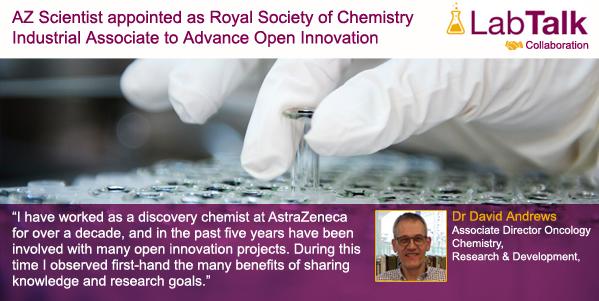 AZ Scientist appointed as Royal Society of Chemistry
Industrial Associate to Advance Open Innovation
LabTalk
Collaboration
“I have worked as a discovery chemist at AstraZeneca
for over a decade, and in the past five years have been
involved with many open innovation projects. During this
time I observed first-hand the many benefits of sharing
knowledge and research goals.”
Dr David Andrews
Associate Director Oncology
Chemistry,
Research & Development,